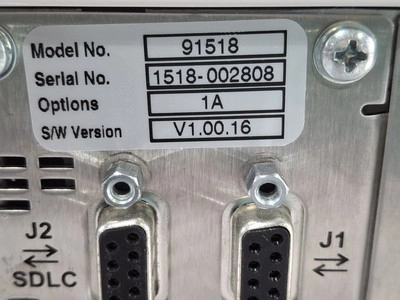 Model No. 91518
Serial No. 1518-002808
Options 1A
S/W Version V1.00.16
J2
SDLC
J1